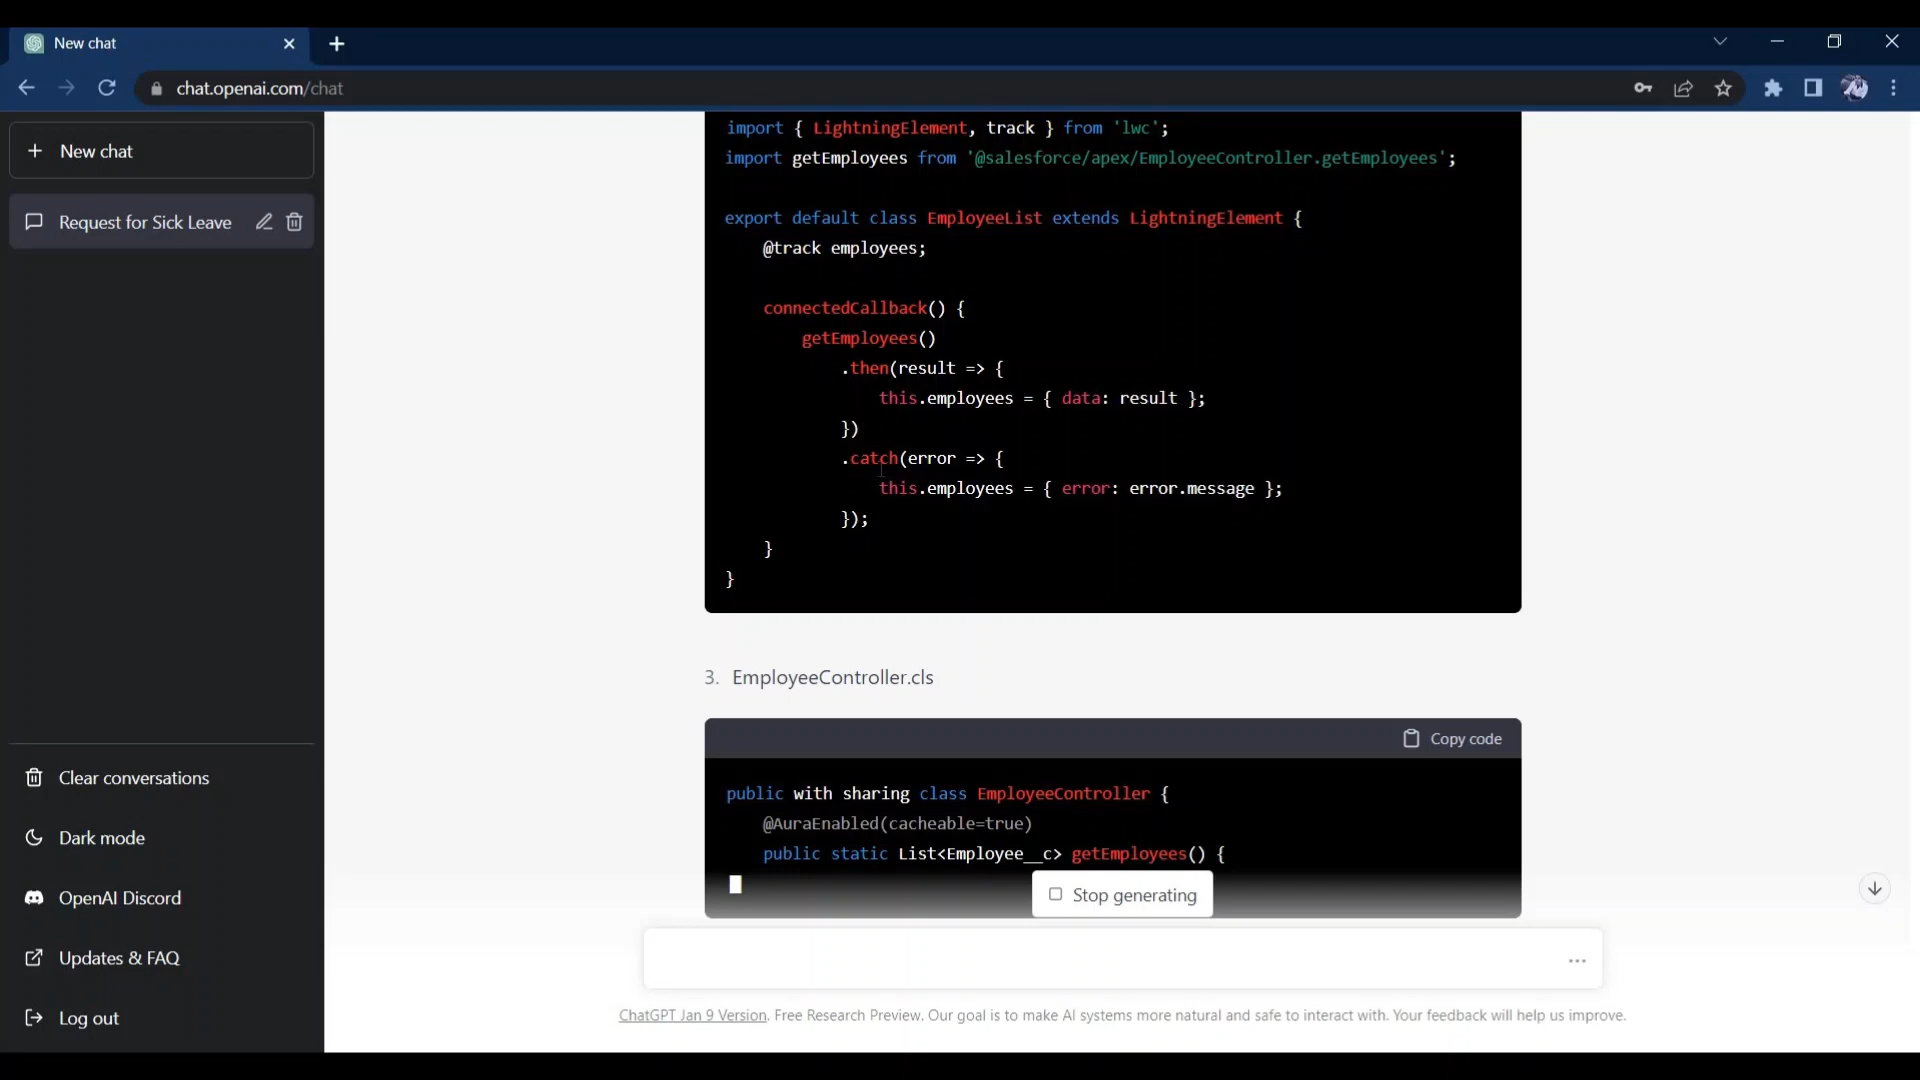 New chat
chat.openai.com/chat
New chat
Request for Sick Leave
Clear conversations
Dark mode
OpenAI Discord
Updates & FAQ
Log out
import { LightningElement, track } from 'lwc';
import getEmployees from '@salesforce/apex/EmployeeController.getEmployees';
export default class EmployeeList extends LightningElement {
@track employees;
connectedCallback() {
getEmployees()
.then(result => {
this.employees = { data: result };
})
.catch(error => {
this.employees = { error: error.message };
});
}
}
3. EmployeeController.cls
Copy code
public with sharing class EmployeeController {
@AuraEnabled(cacheable=true)
public static List<Employee__c> getEmployees() {
Stop generating
ChatGPT Jan 9 Version. Free Research Preview. Our goal is to make AI systems more natural and safe to interact with. Your feedback will help us improve.